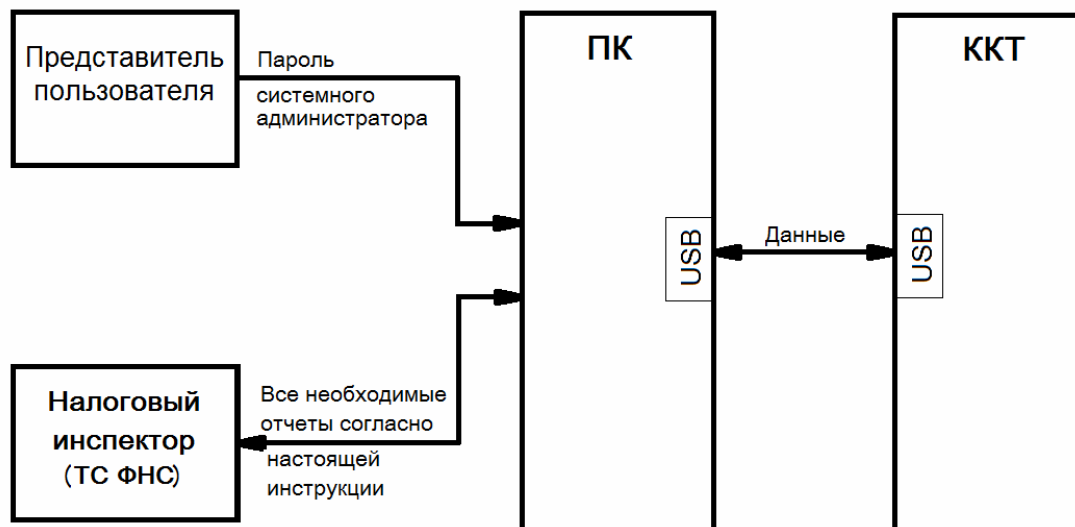 Представитель
пользователя
Пароль
системного
администратора
ПК
ККТ
USB
Данные
USB
Налоговый
инспектор
(ТС ФНС)
Все необходимые
отчеты согласно
настоящей
инструкции